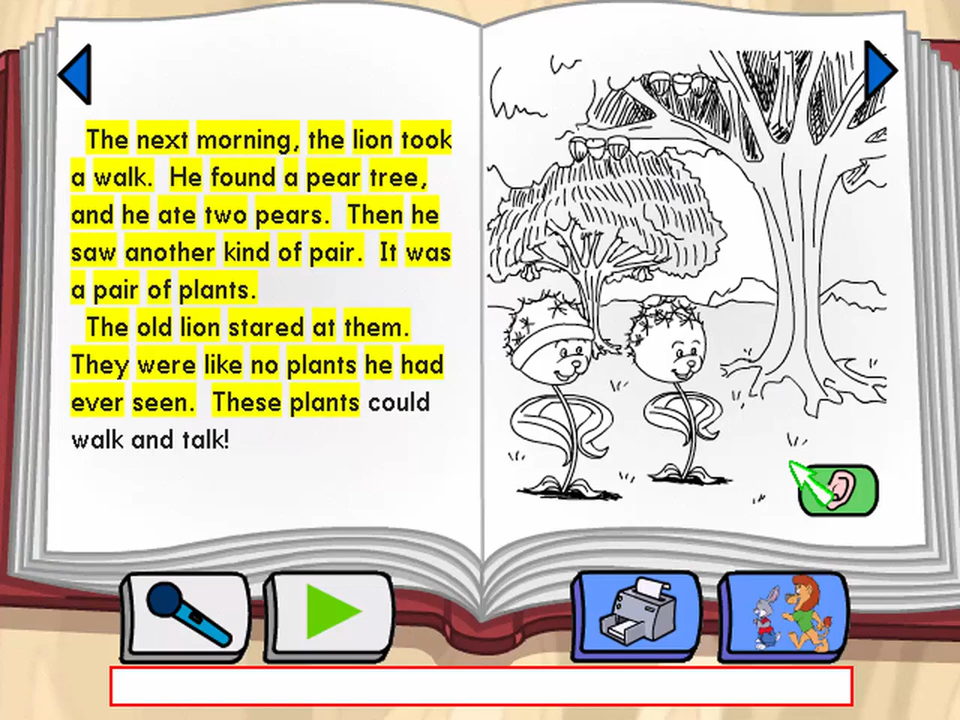 The next morning, the lion took
a walk. He found a pear tree,
and he ate two pears. Then he
saw another kind of pair. It was
a pair of plants.
The old lion stared at them.
They were like no plants he had
ever seen. These plants could
walk and talk!